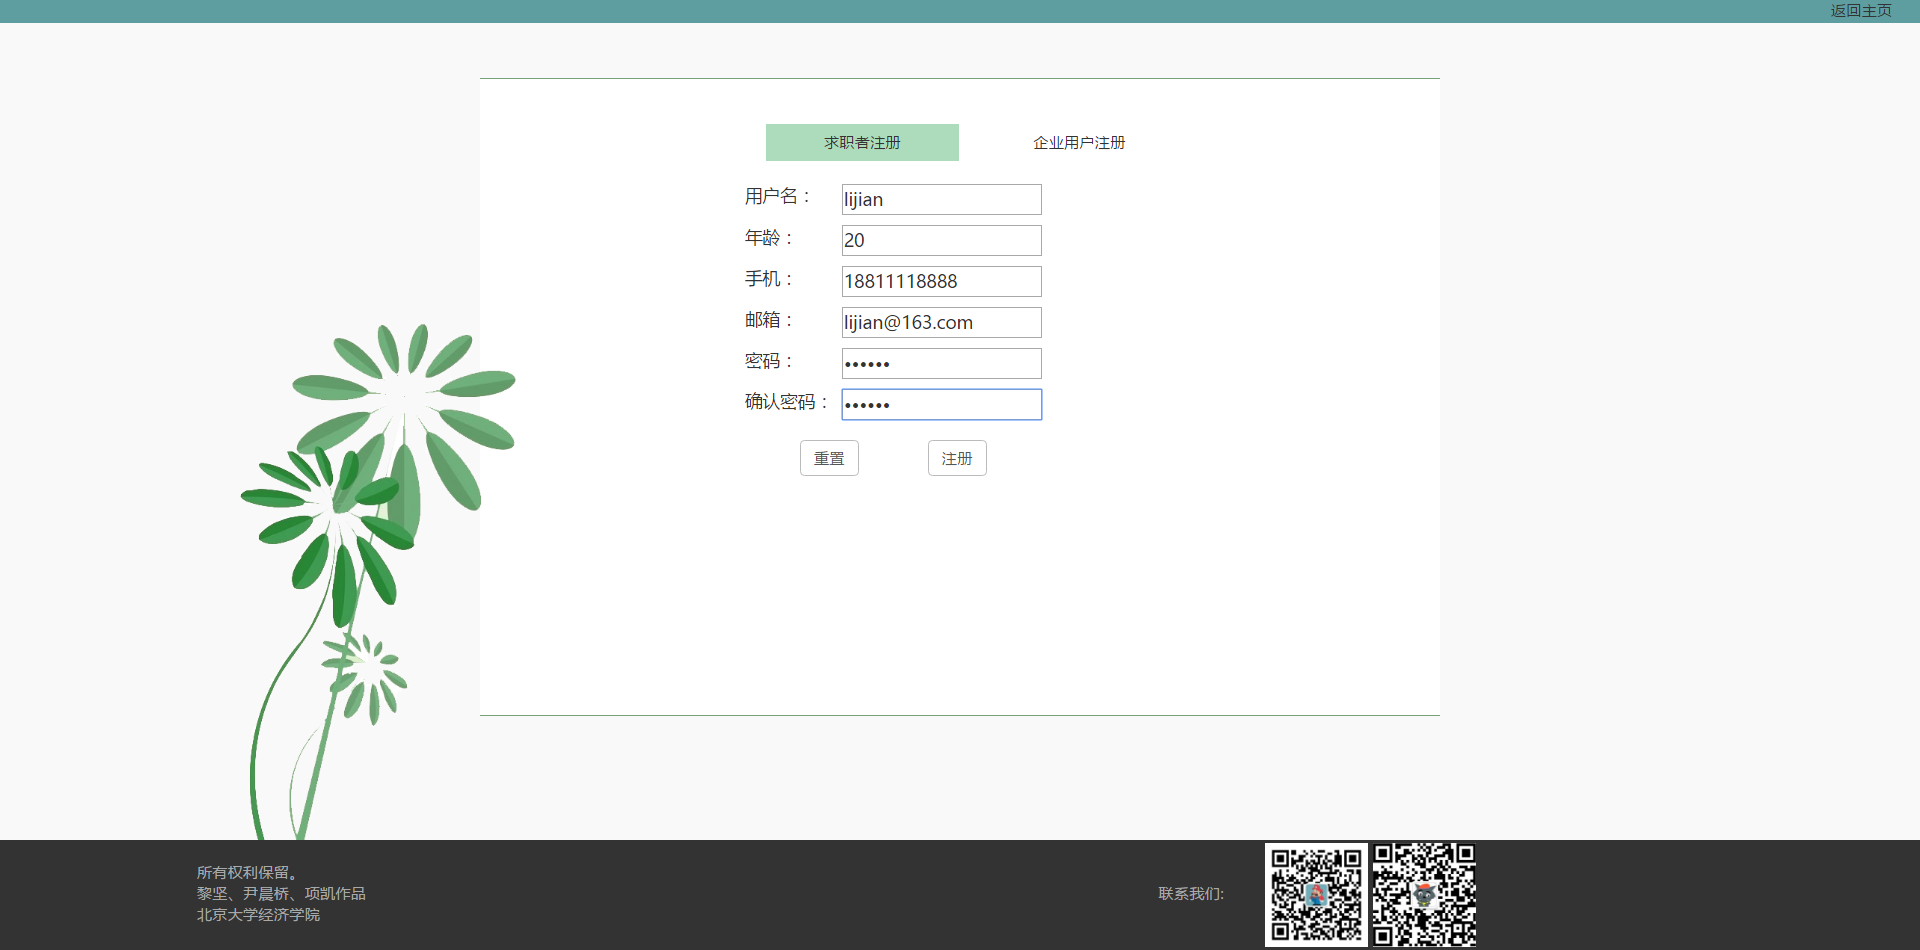 返回主页
求职者注册 企业用户注册
用户名： lijian
年龄： 20
手机： 18811118888
邮箱： lijian@163.com
密码： ••••••
确认密码： ••••••
重置 注册
所有权利保留。
黎坚、尹晨桥、项凯作品
北京大学经济学院
联系我们: